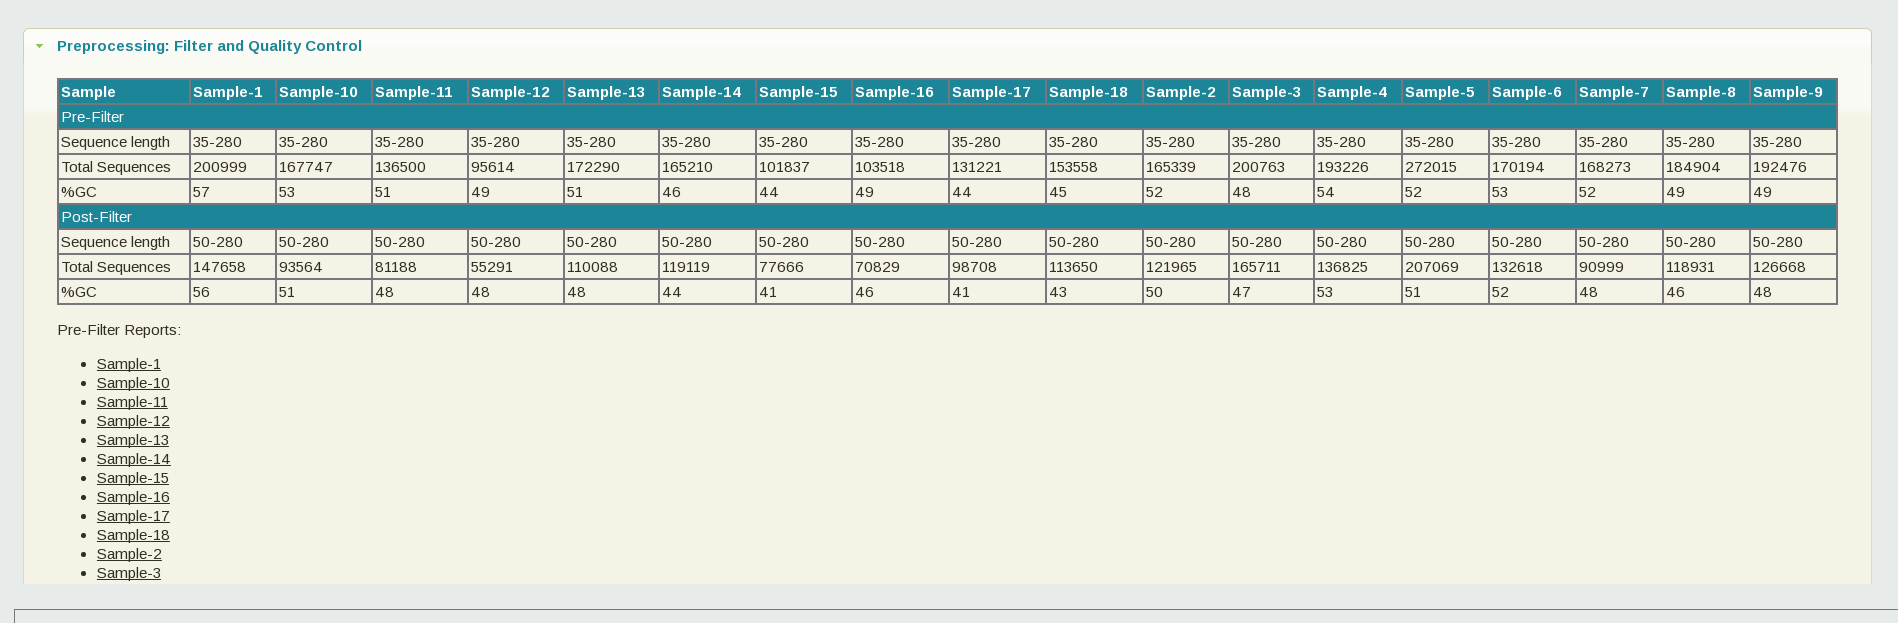 Preprocessing: Filter and Quality Control
Sample Sample-1 Sample-10 Sample-11 Sample-12 Sample-13 Sample-14 Sample-15 Sample-16 Sample-17 Sample-18 Sample-2 Sample-3 Sample-4 Sample-5 Sample-6 Sample-7 Sample-8 Sample-9
Pre-Filter
Sequence length 35-280 35-280 35-280 35-280 35-280 35-280 35-280 35-280 35-280 35-280 35-280 35-280 35-280 35-280 35-280 35-280 35-280 35-280
Total Sequences 200999 167747 136500 95614 172290 165210 101837 103518 131221 153558 165339 200763 193226 272015 170194 168273 184904 192476
%GC 57 53 51 49 51 46 44 49 44 45 52 48 54 52 53 52 49 49
Post-Filter
Sequence length 50-280 50-280 50-280 50-280 50-280 50-280 50-280 50-280 50-280 50-280 50-280 50-280 50-280 50-280 50-280 50-280 50-280 50-280
Total Sequences 147658 93564 81188 55291 110088 119119 77666 70829 98708 113650 121965 165711 136825 207069 132618 90999 118931 126668
%GC 56 51 48 48 48 44 41 46 41 43 50 47 53 51 52 48 46 48
Pre-Filter Reports:
Sample-1
Sample-10
Sample-11
Sample-12
Sample-13
Sample-14
Sample-15
Sample-16
Sample-17
Sample-18
Sample-2
Sample-3